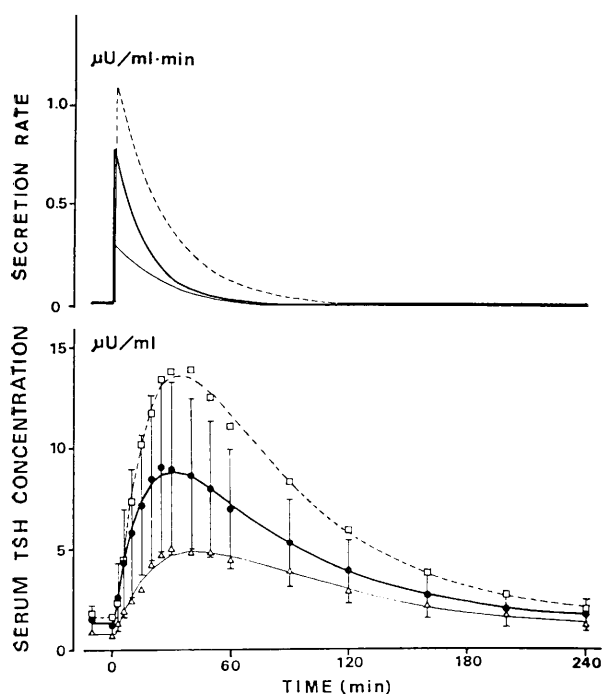 μU/ml·min
1.0
0.5
0
SECRETION RATE
μU/ml
15
10
5
0
SERUM TSH CONCENTRATION
0 60 120 180 240
TIME (min)